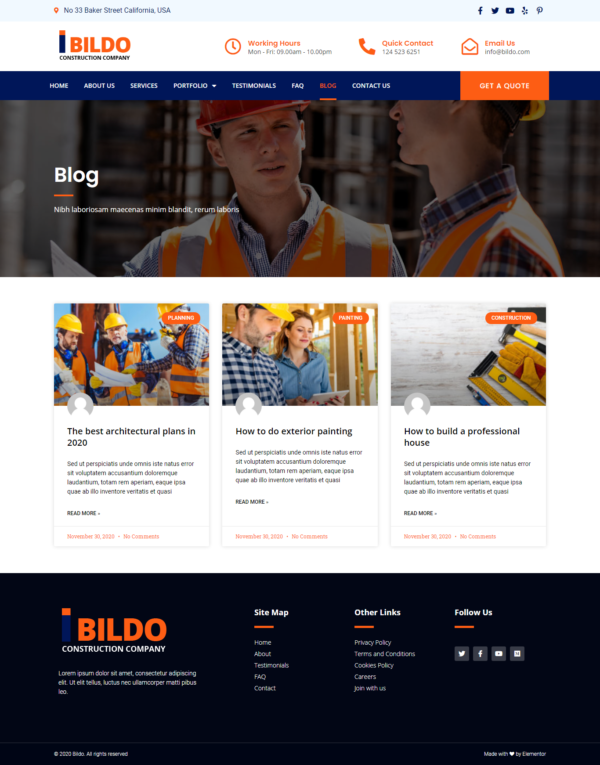 No 33 Baker Street California, USA
BILDO
CONSTRUCTION COMPANY
Working Hours
Mon - Fri: 09.00am - 10.00pm
Quick Contact
124 523 6251
Email Us
info@bildo.com
HOME
ABOUT US
SERVICES
PORTFOLIO
TESTIMONIALS
FAQ
BLOG
CONTACT US
GET A QUOTE
Blog
Nibh laboriosam maecenas minim blandit, rerum laboris
PLANNING
The best architectural plans in
2020
Sed ut perspiciatis unde omnis iste natus error
sit voluptatem accusantium doloremque
laudantium, totam rem aperiam, eaque ipsa
quae ab illo inventore veritatis et quasi
READ MORE »
November 30, 2020 • No Comments
PAINTING
How to do exterior painting
Sed ut perspiciatis unde omnis iste natus error
sit voluptatem accusantium doloremque
laudantium, totam rem aperiam, eaque ipsa
quae ab illo inventore veritatis et quasi
READ MORE »
November 30, 2020 • No Comments
CONSTRUCTION
How to build a professional
house
Sed ut perspiciatis unde omnis iste natus error
sit voluptatem accusantium doloremque
laudantium, totam rem aperiam, eaque ipsa
quae ab illo inventore veritatis et quasi
READ MORE »
November 30, 2020 • No Comments
BILDO
CONSTRUCTION COMPANY
Lorem ipsum dolor sit amet, consectetur adipiscing
elit. Ut elit tellus, luctus nec ullamcorper matti pibus
leo.
Site Map
Home
About
Testimonials
FAQ
Contact
Other Links
Privacy Policy
Terms and Conditions
Cookies Policy
Careers
Join with us
Follow Us
© 2020 Bildo. All rights reserved
Made with ❤ by Elementor